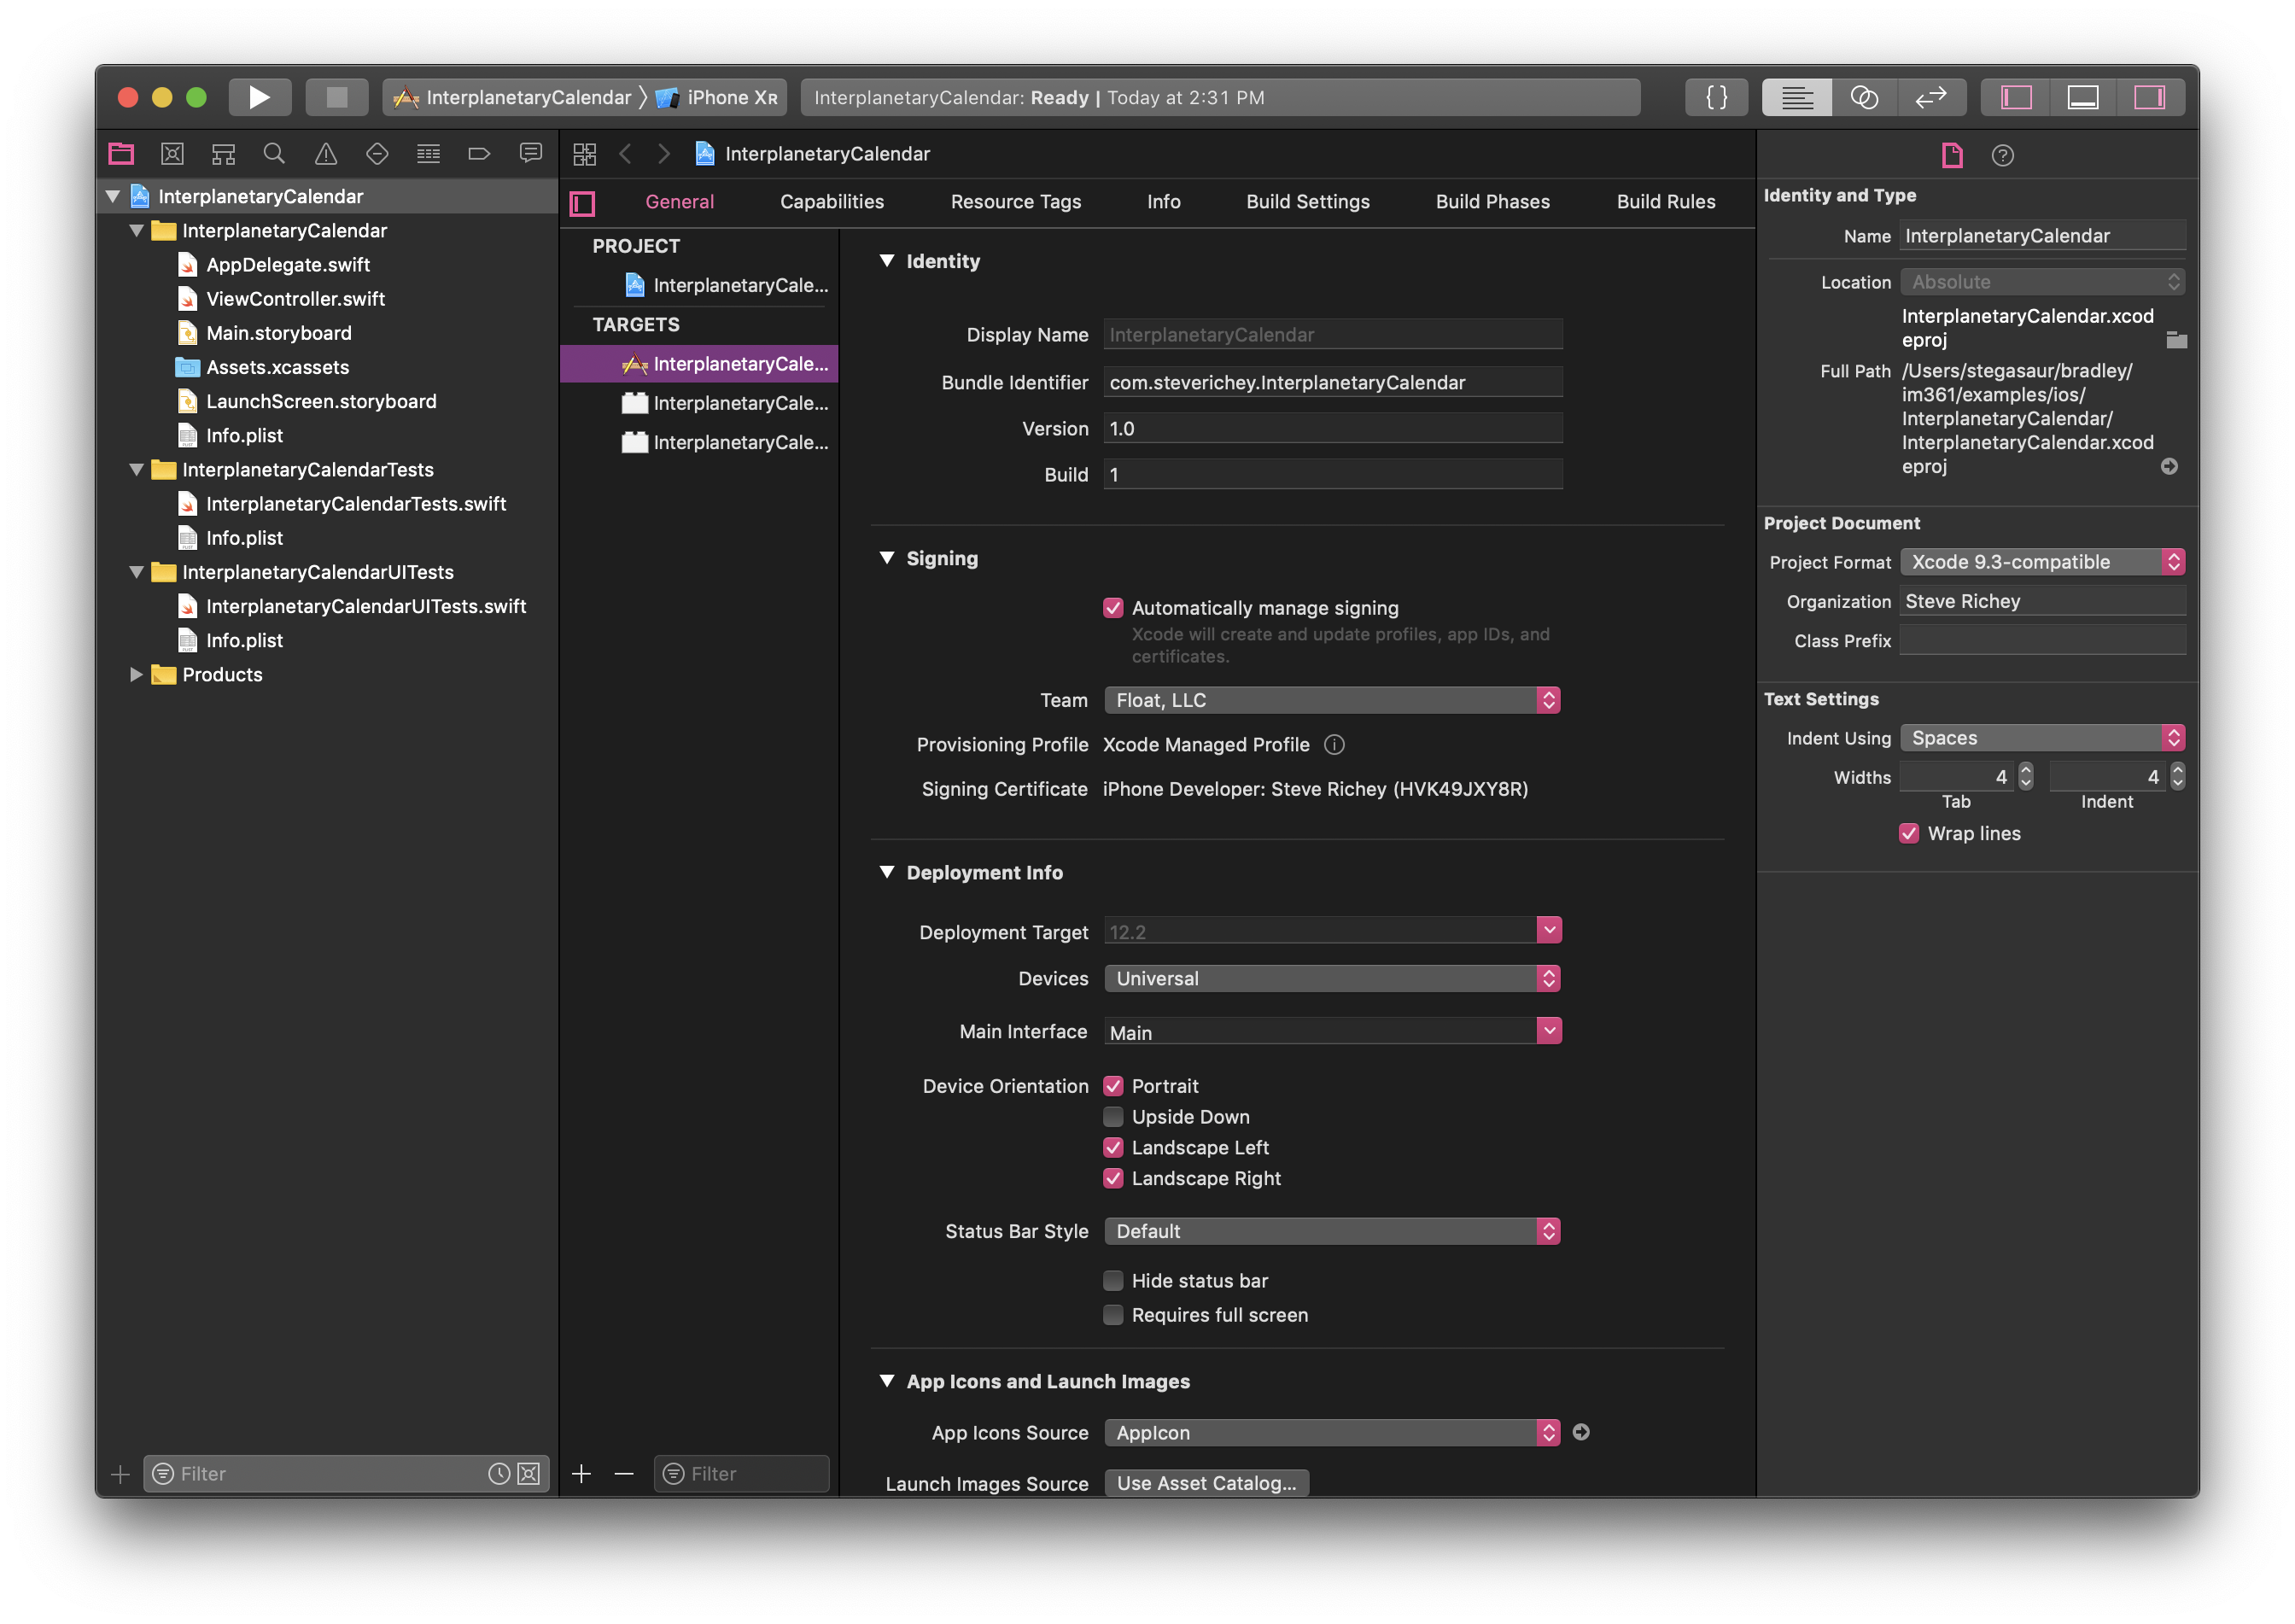 InterplanetaryCalendar
iPhone XR
InterplanetaryCalendar: Ready | Today at 2:31 PM
{ }
InterplanetaryCalendar
InterplanetaryCalendar
AppDelegate.swift
ViewController.swift
Main.storyboard
Assets.xcassets
LaunchScreen.storyboard
Info.plist
InterplanetaryCalendarTests
InterplanetaryCalendarTests.swift
Info.plist
InterplanetaryCalendarUITests
InterplanetaryCalendarUITests.swift
Info.plist
Products
Filter
InterplanetaryCalendar
General Capabilities Resource Tags Info Build Settings Build Phases Build Rules
PROJECT
InterplanetaryCale...
TARGETS
InterplanetaryCale...
InterplanetaryCale...
InterplanetaryCale...
Filter
Identity
Display Name InterplanetaryCalendar
Bundle Identifier com.steverichey.InterplanetaryCalendar
Version 1.0
Build 1
Signing
Automatically manage signing
Xcode will create and update profiles, app IDs, and
certificates.
Team Float, LLC
Provisioning Profile Xcode Managed Profile
Signing Certificate iPhone Developer: Steve Richey (HVK49JXY8R)
Deployment Info
Deployment Target 12.2
Devices Universal
Main Interface Main
Device Orientation Portrait
Upside Down
Landscape Left
Landscape Right
Status Bar Style Default
Hide status bar
Requires full screen
App Icons and Launch Images
App Icons Source AppIcon
Launch Images Source Use Asset Catalog...
Identity and Type
Name InterplanetaryCalendar
Location Absolute
InterplanetaryCalendar.xcod
eproj
Full Path /Users/stegasaur/bradley/
im361/examples/ios/
InterplanetaryCalendar/
InterplanetaryCalendar.xcod
eproj
Project Document
Project Format Xcode 9.3-compatible
Organization Steve Richey
Class Prefix
Text Settings
Indent Using Spaces
Widths 4 4
Tab Indent
Wrap lines